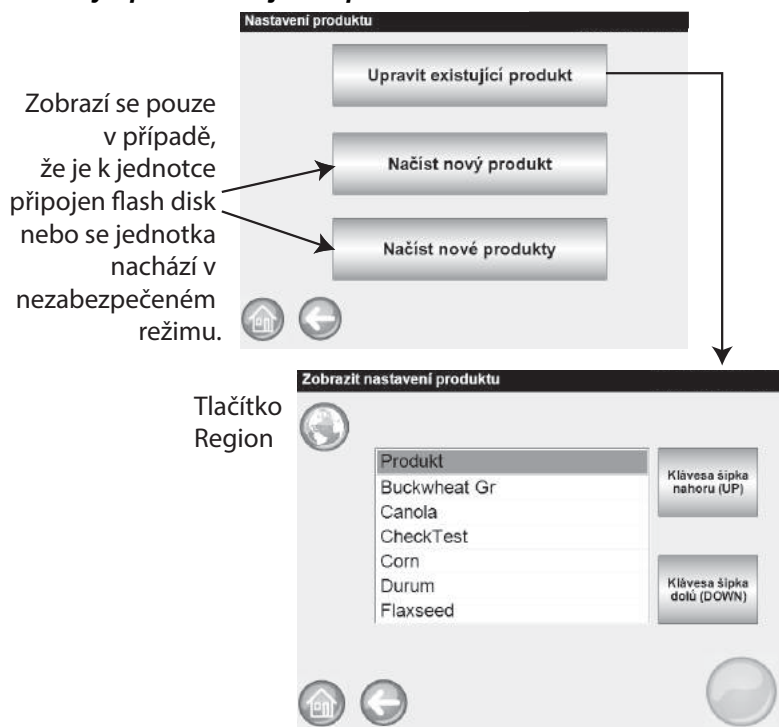 Nastavení produktu
Upravit existující produkt
Zobrazí se pouze
v případě,
že je k jednotce
připojen flash disk
nebo se jednotka
nachází v
nezabezpečeném
režimu.
Načíst nový produkt
Načíst nové produkty
Zobrazit nastavení produktu
Tlačítko
Region
Produkt
Buckwheat Gr
Canola
CheckTest
Corn
Durum
Flaxseed
Klávesa šipka
nahoru (UP)
Klávesa šipka
dolů (DOWN)